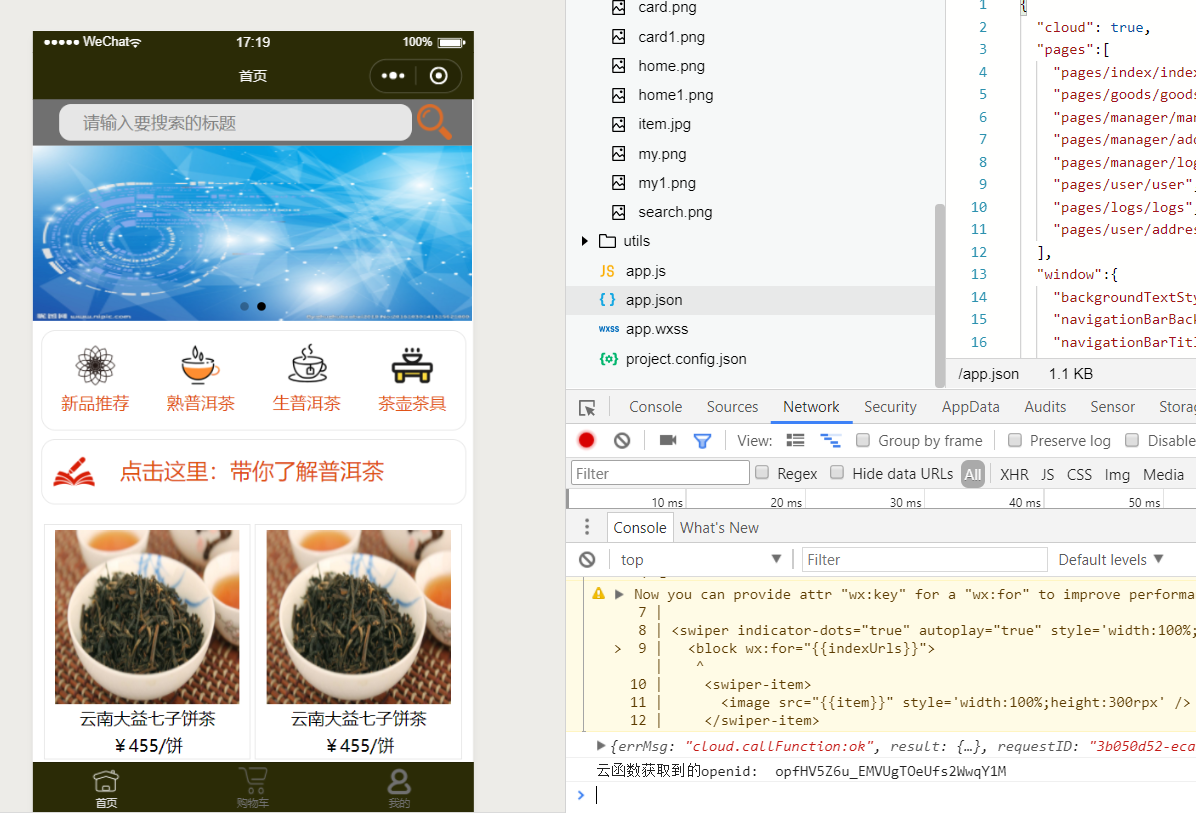 ●●●●● WeChat
17:19
100%
首页
请输入要搜索的标题
新品推荐
熟普洱茶
生普洱茶
茶壶茶具
点击这里：带你了解普洱茶
云南大益七子饼茶
￥455/饼
云南大益七子饼茶
￥455/饼
首页
购物车
我的
card.png
card1.png
home.png
home1.png
item.jpg
my.png
my1.png
search.png
utils
JS app.js
{ } app.json
wxss app.wxss
{o} project.config.json
1 {
2 "cloud": true,
3 "pages":[
4 "pages/index/inde
5 "pages/goods/goods
6 "pages/manager/man
7 "pages/manager/add
8 "pages/manager/log
9 "pages/user/user"
10 "pages/logs/logs"
11 "pages/user/addres
12 ],
13 "window":{
14 "backgroundTextSty
15 "navigationBarBack
16 "navigationBarTitl
/app.json 1.1 KB
Console Sources Network Security AppData Audits Sensor Storag
View: Group by frame Preserve log Disable
Filter Regex Hide data URLs All XHR JS CSS Img Media
10 ms 20 ms 30 ms 40 ms 50 ms
Console What's New
top Filter Default levels
Now you can provide attr "wx:key" for a "wx:for" to improve performa
7 |
8 | <swiper indicator-dots="true" autoplay="true" style='width:100%;
> 9 | <block wx:for="{{indexUrls}}">
| ^
10 | <swiper-item>
11 | <image src="{{item}}" style='width:100%;height:300rpx' />
12 | </swiper-item>
{errMsg: "cloud.callFunction:ok", result: {…}, requestID: "3b050d52-eca
云函数获取到的openid: opfHV5Z6u_EMVUgTOeUfs2WwqY1M
>